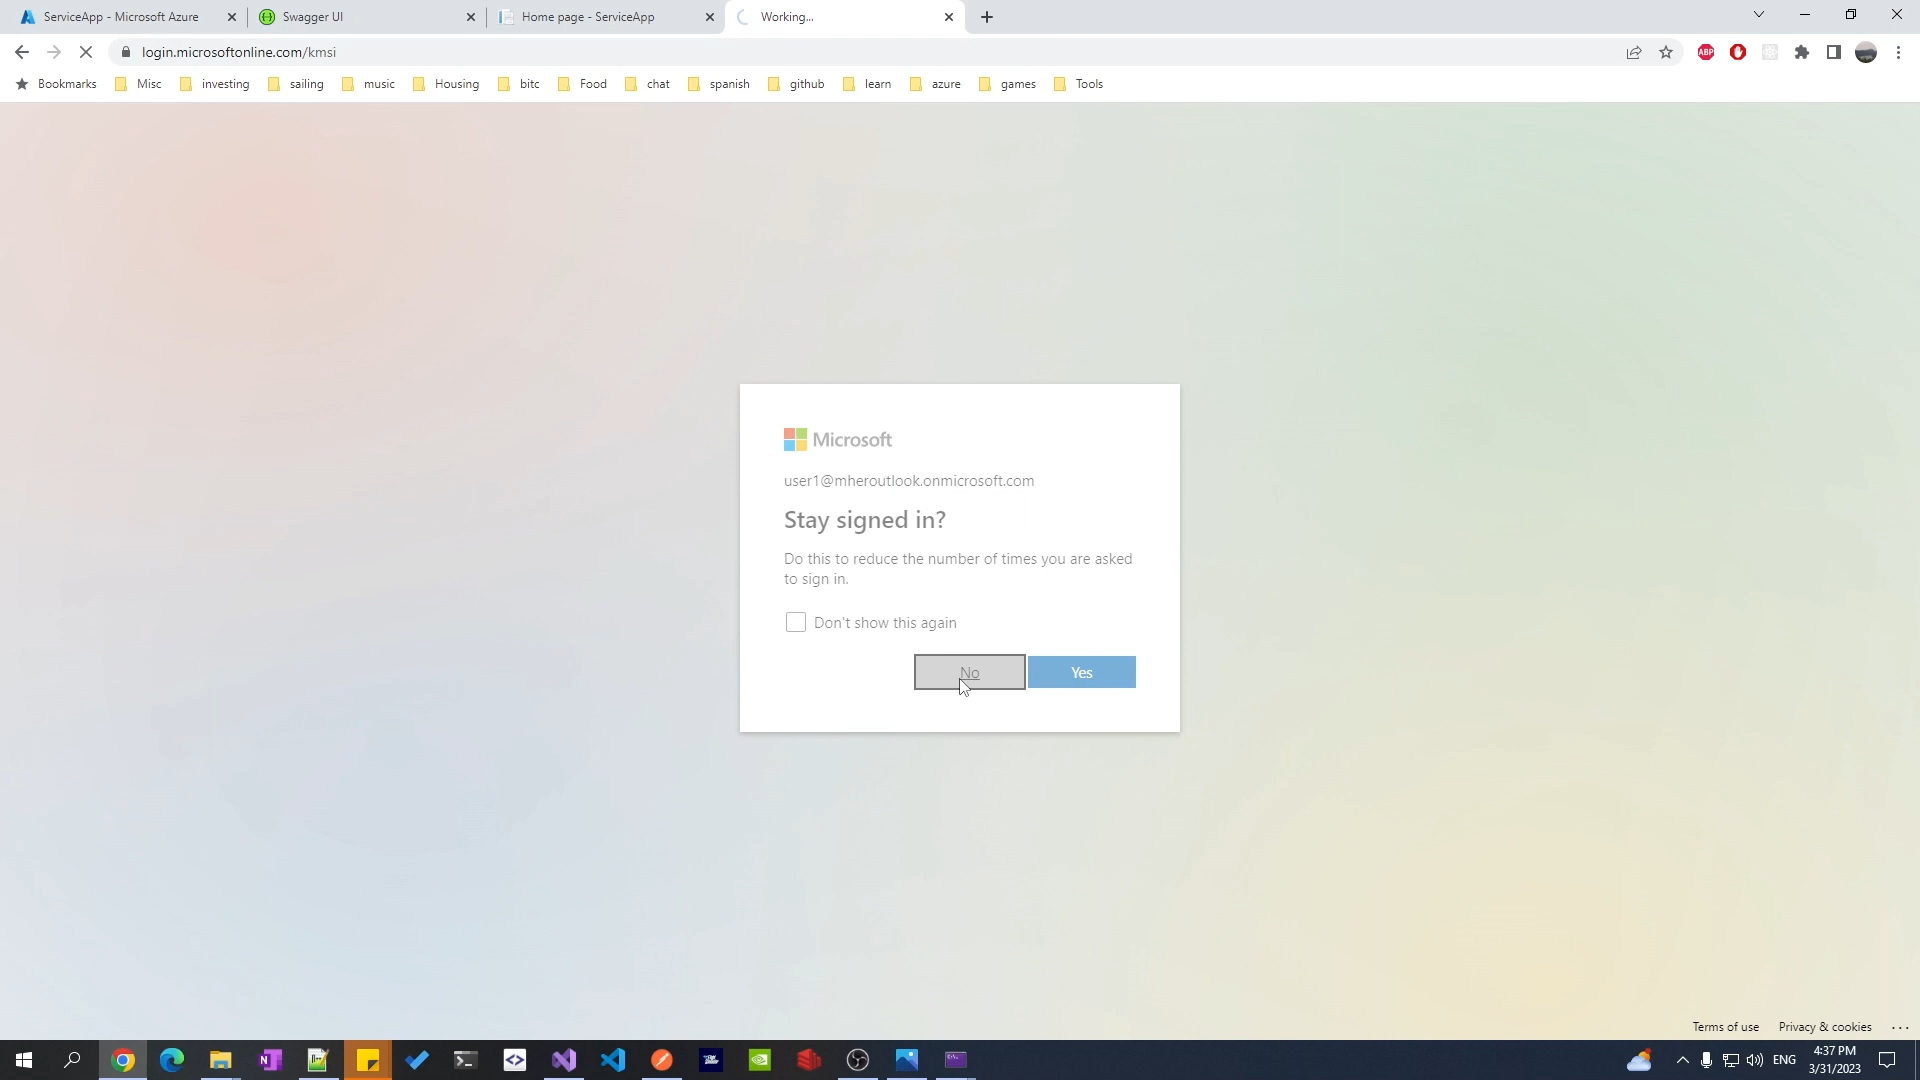 ServiceApp - Microsoft Azure
Swagger UI
Home page - ServiceApp
Working...
login.microsoftonline.com/kmsi
ABP
Bookmarks
Misc
investing
sailing
music
Housing
bitc
Food
chat
spanish
github
learn
azure
games
Tools
Microsoft
user1@mheroutlook.onmicrosoft.com
Stay signed in?
Do this to reduce the number of times you are asked
to sign in.
Don't show this again
No
Yes
Terms of use
Privacy & cookies
...
ENG
4:37 PM
3/31/2023